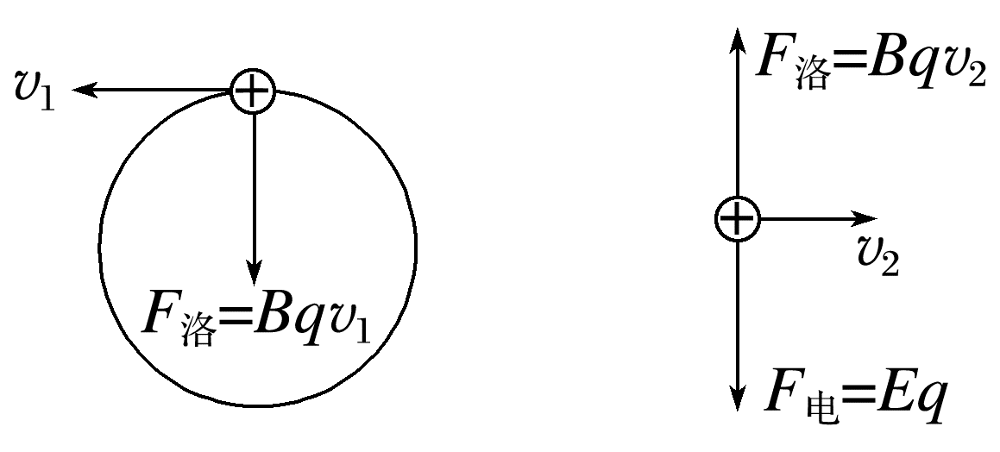 v₁
F洛=Bqv₁
F洛=Bqv₂
v₂
F电=Eq